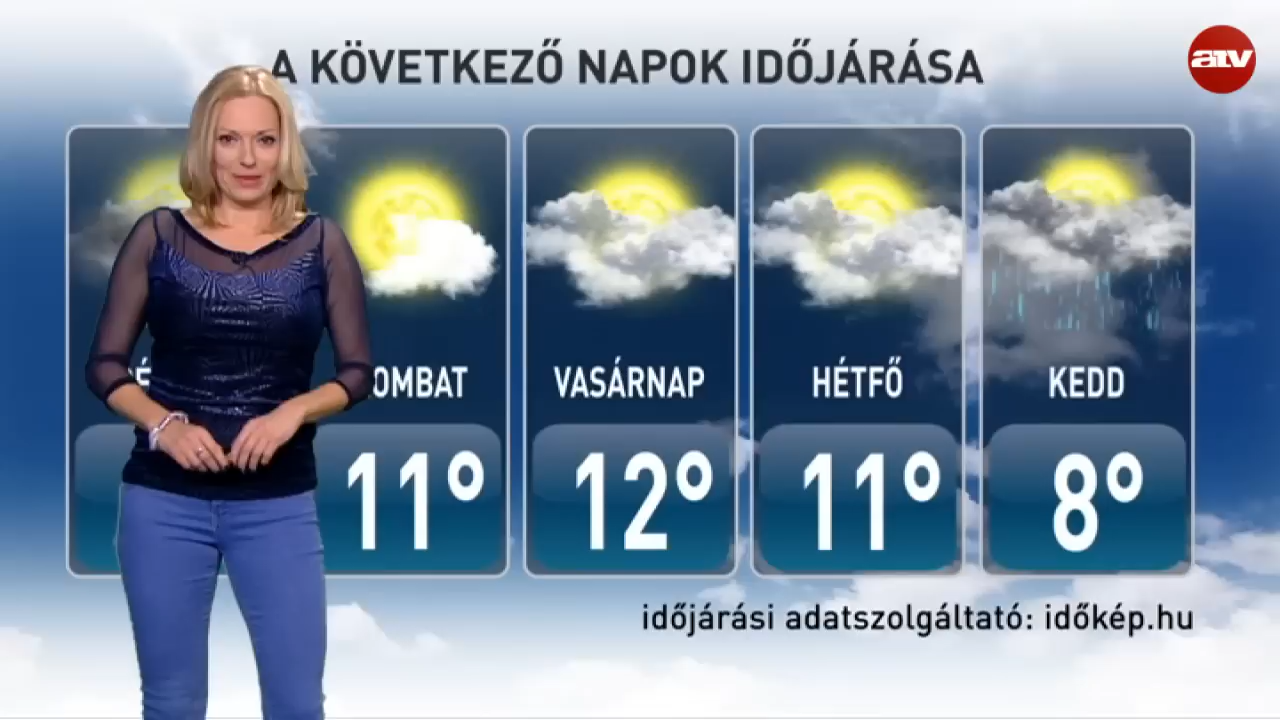 A KÖVETKEZŐ NAPOK IDŐJÁRÁSA
atv
VASÁRNAP
HÉTFŐ
KEDD
11°
12°
11°
8°
időjárási adatszolgáltató: időkép.hu